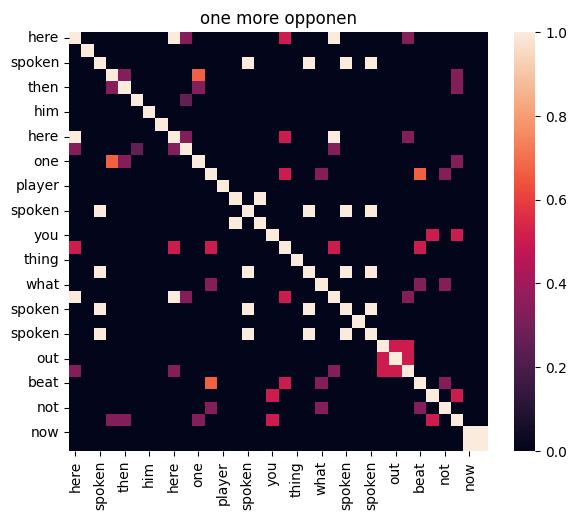 one more opponen
here
spoken
then
him
here
one
player
spoken
you
thing
what
spoken
spoken
out
beat
not
now
1.0
0.8
0.6
0.4
0.2
0.0
here
spoken
then
him
here
one
player
spoken
you
thing
what
spoken
spoken
out
beat
not
now